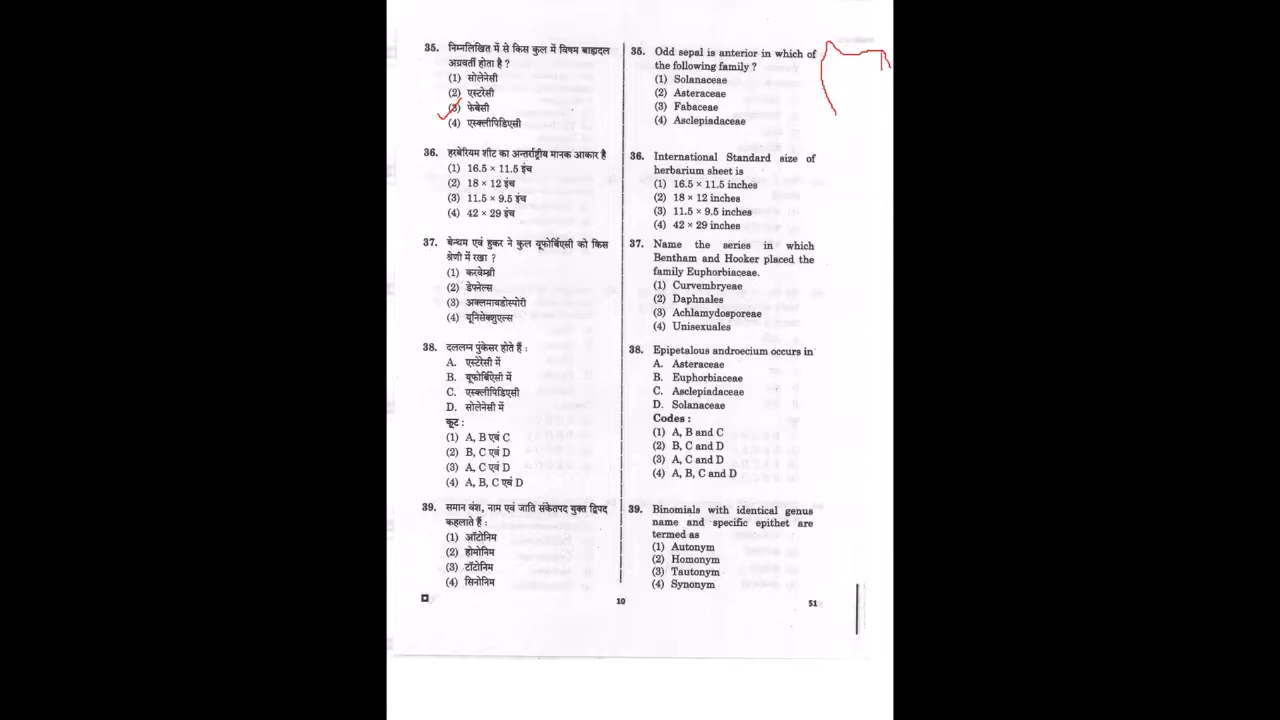 35. निम्नलिखित में से किस कुल में विषम बाह्यदल
अग्रवर्ती होता है ?
(1) सोलेनेसी
(2) एस्टरेसी
(3) फेबेसी
(4) एस्क्लीपिडिएसी
36. हरबेरियम शीट का अन्तर्राष्ट्रीय मानक आकार है
(1) 16.5 × 11.5 इंच
(2) 18 × 12 इंच
(3) 11.5 × 9.5 इंच
(4) 42 × 29 इंच
37. बेन्थम एवं हुकर ने कुल यूफोर्बिएसी को किस
श्रेणी में रखा ?
(1) करवेम्ब्री
(2) डेफ्नेल्स
(3) अक्लमायडोस्पोरी
(4) यूनिसेक्शुएल्स
38. दललग्न पुंकेसर होते हैं :
A. एस्टेरेसी में
B. यूफोर्बिऐसी में
C. एस्क्लीपिडिएसी
D. सोलेनेसी में
कूट :
(1) A, B एवं C
(2) B, C एवं D
(3) A, C एवं D
(4) A, B, C एवं D
39. समान वंश, नाम एवं जाति संकेतपद युक्त द्विपद
कहलाते हैं :
(1) ऑटोनिम
(2) होमोनिम
(3) टॉटोनिम
(4) सिनोनिम
35. Odd sepal is anterior in which of
the following family ?
(1) Solanaceae
(2) Asteraceae
(3) Fabaceae
(4) Asclepiadaceae
36. International Standard size of
herbarium sheet is
(1) 16.5 × 11.5 inches
(2) 18 × 12 inches
(3) 11.5 × 9.5 inches
(4) 42 × 29 inches
37. Name the series in which
Bentham and Hooker placed the
family Euphorbiaceae.
(1) Curvembryeae
(2) Daphnales
(3) Achlamydosporeae
(4) Unisexuales
38. Epipetalous androecium occurs in
A. Asteraceae
B. Euphorbiaceae
C. Asclepiadaceae
D. Solanaceae
Codes :
(1) A, B and C
(2) B, C and D
(3) A, C and D
(4) A, B, C and D
39. Binomials with identical genus
name and specific epithet are
termed as
(1) Autonym
(2) Homonym
(3) Tautonym
(4) Synonym
10
51